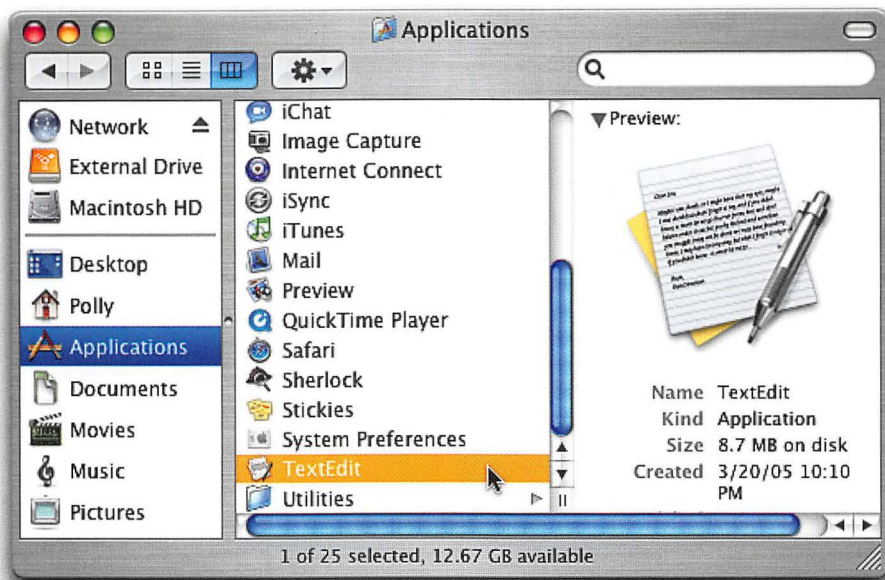 Applications
Network
External Drive
Macintosh HD
Desktop
Polly
Applications
Documents
Movies
Music
Pictures
iChat
Image Capture
Internet Connect
iSync
iTunes
Mail
Preview
QuickTime Player
Safari
Sherlock
Stickies
System Preferences
TextEdit
Utilities
Preview:
Name TextEdit
Kind Application
Size 8.7 MB on disk
Created 3/20/05 10:10
PM
1 of 25 selected, 12.67 GB available